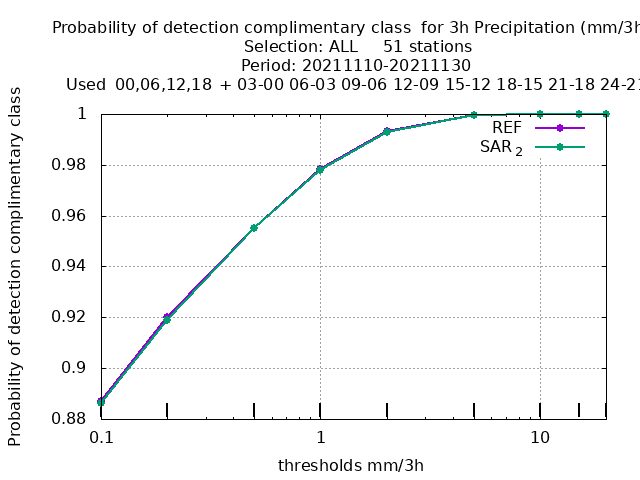 Probability of detection complimentary class  for 3h Precipitation (mm/3h
Selection: ALL     51 stations
Period: 20211110-20211130
Used  00,06,12,18  + 03-00 06-03 09-06 12-09 15-12 18-15 21-18 24-21
Probability of detection complimentary class
1
0.98
0.96
0.94
0.92
0.9
0.88
REF
SAR 2
0.1
1
10
thresholds mm/3h